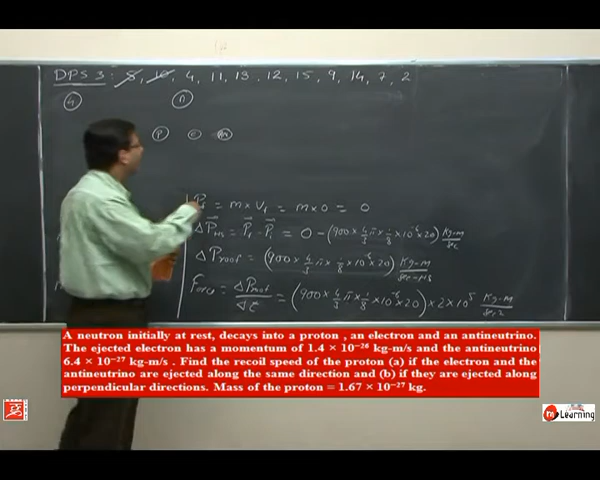 DPS 3 : 8, 10, 4, 11, 13, 12, 15, 9, 14, 7, 2
4
n
P e
= m × V₁ = m × 0 = 0
ΔP = P - P = 0 - (900 × 4/3 π × 1/8 × 10⁻⁶ × 20) Kg-m/sec
ΔP roof = (900 × 4/3 π × 1/8 × 10⁻⁶ × 20) Kg-m/
Force = ΔP roof/Δt = (900 × 4/3 π × 1/8 × 10⁻⁶ × 20) × 2 × 10⁵ Kg-m/sec2
A neutron initially at rest, decays into a proton , an electron and an antineutrino.
The ejected electron has a momentum of 1.4 × 10⁻²⁶ kg-m/s and the antineutrino
6.4 × 10⁻²⁷ kg-m/s . Find the recoil speed of the proton (a) if the electron and the
antineutrino are ejected along the same direction and (b) if they are ejected along
perpendicular directions. Mass of the proton = 1.67 × 10⁻²⁷ kg.
m Learning